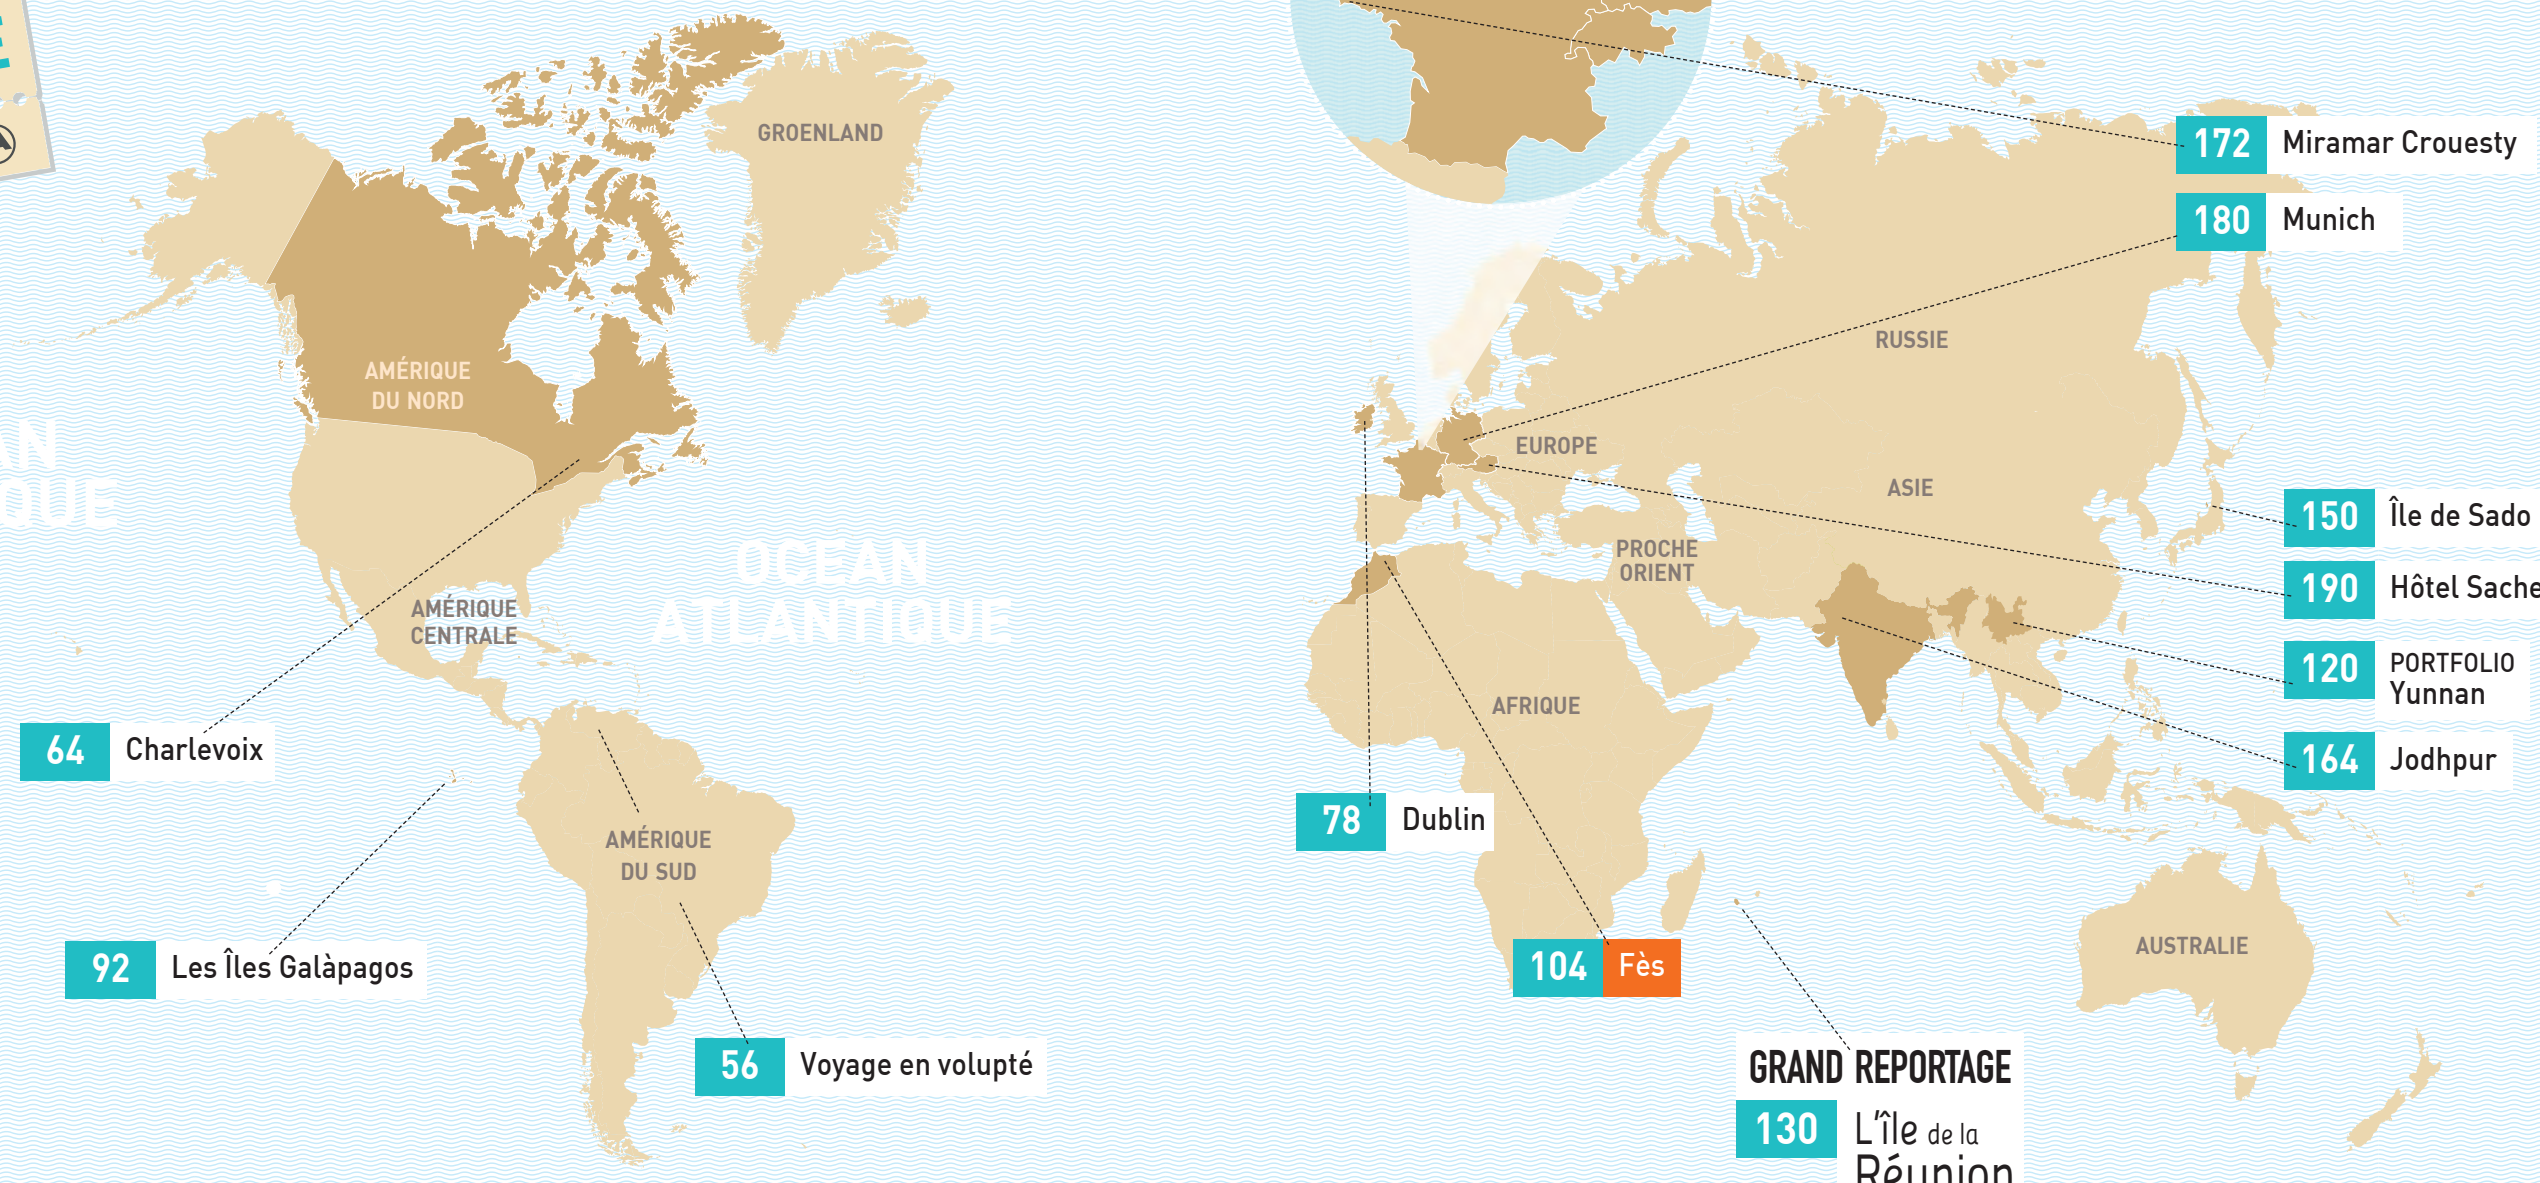 GROENLAND
172 Miramar Crouesty
180 Munich
RUSSIE
AMÉRIQUE
DU NORD
EUROPE
ASIE
150 Île de Sado
OCEAN
ATLANTIQUE
PROCHE
ORIENT
190 Hôtel Sache
AMÉRIQUE
CENTRALE
120 PORTFOLIO
Yunnan
AFRIQUE
64 Charlevoix
164 Jodhpur
78 Dublin
AMÉRIQUE
DU SUD
AUSTRALIE
92 Les Îles Galàpagos
104 Fès
56 Voyage en volupté
GRAND REPORTAGE
130 L'île de la
Réunion